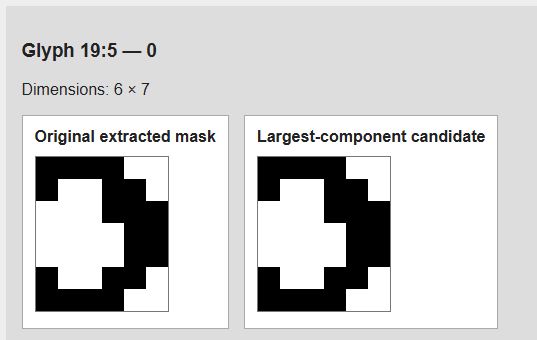 Glyph 19:5 — 0
Dimensions: 6 × 7
Original extracted mask
Largest-component candidate